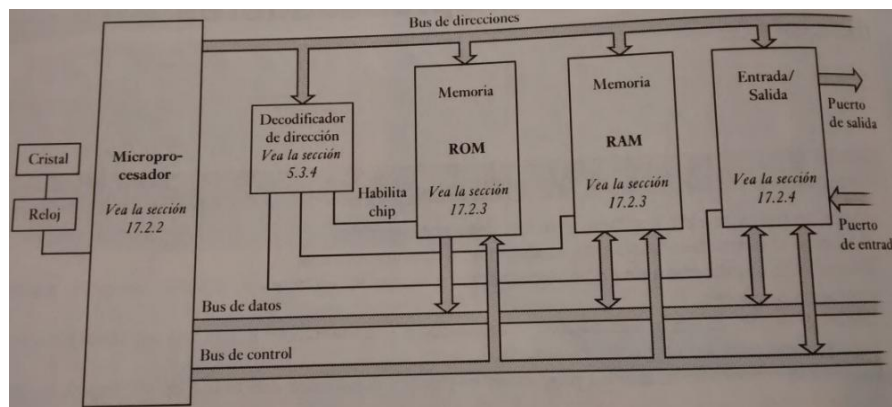 Bus de direcciones
Cristal
Reloj
Micropro-
cesador
Vea la sección
17.2.2
Decodificador
de dirección
Vea la sección
5.3.4
Habilita
chip
Memoria
ROM
Vea la sección
17.2.3
Memoria
RAM
Vea la sección
17.2.3
Entrada/
Salida
Vea la sección
17.2.4
Puerto
de salida
Puerto
de entrad
Bus de datos
Bus de control